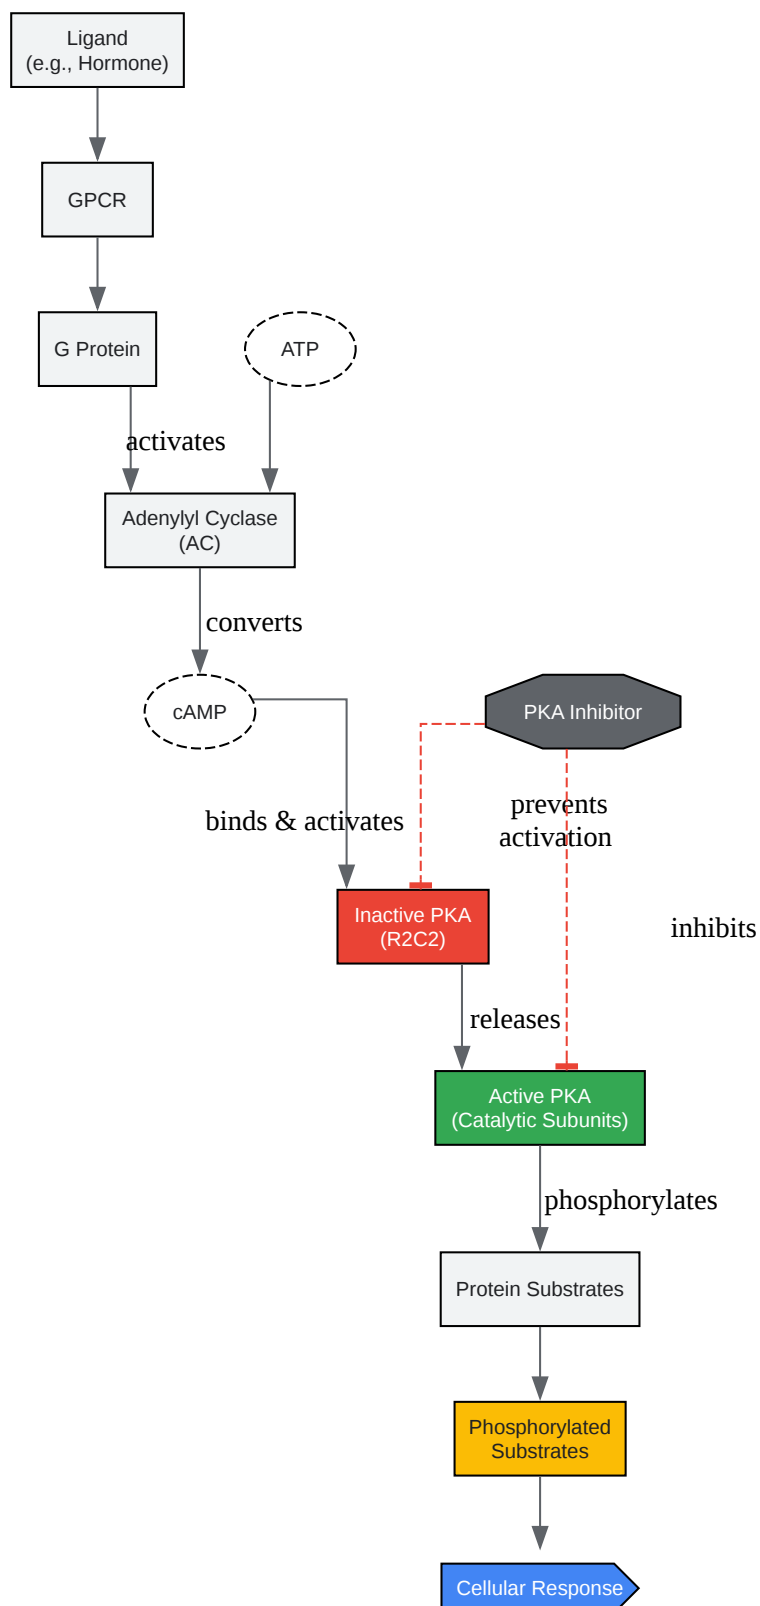 Ligand
(e.g., Hormone)
GPCR
G Protein
ATP
activates
Adenylyl Cyclase
(AC)
converts
cAMP
PKA Inhibitor
binds & activates
prevents
activation
Inactive PKA
(R2C2)
inhibits
releases
Active PKA
(Catalytic Subunits)
phosphorylates
Protein Substrates
Phosphorylated
Substrates
Cellular Response